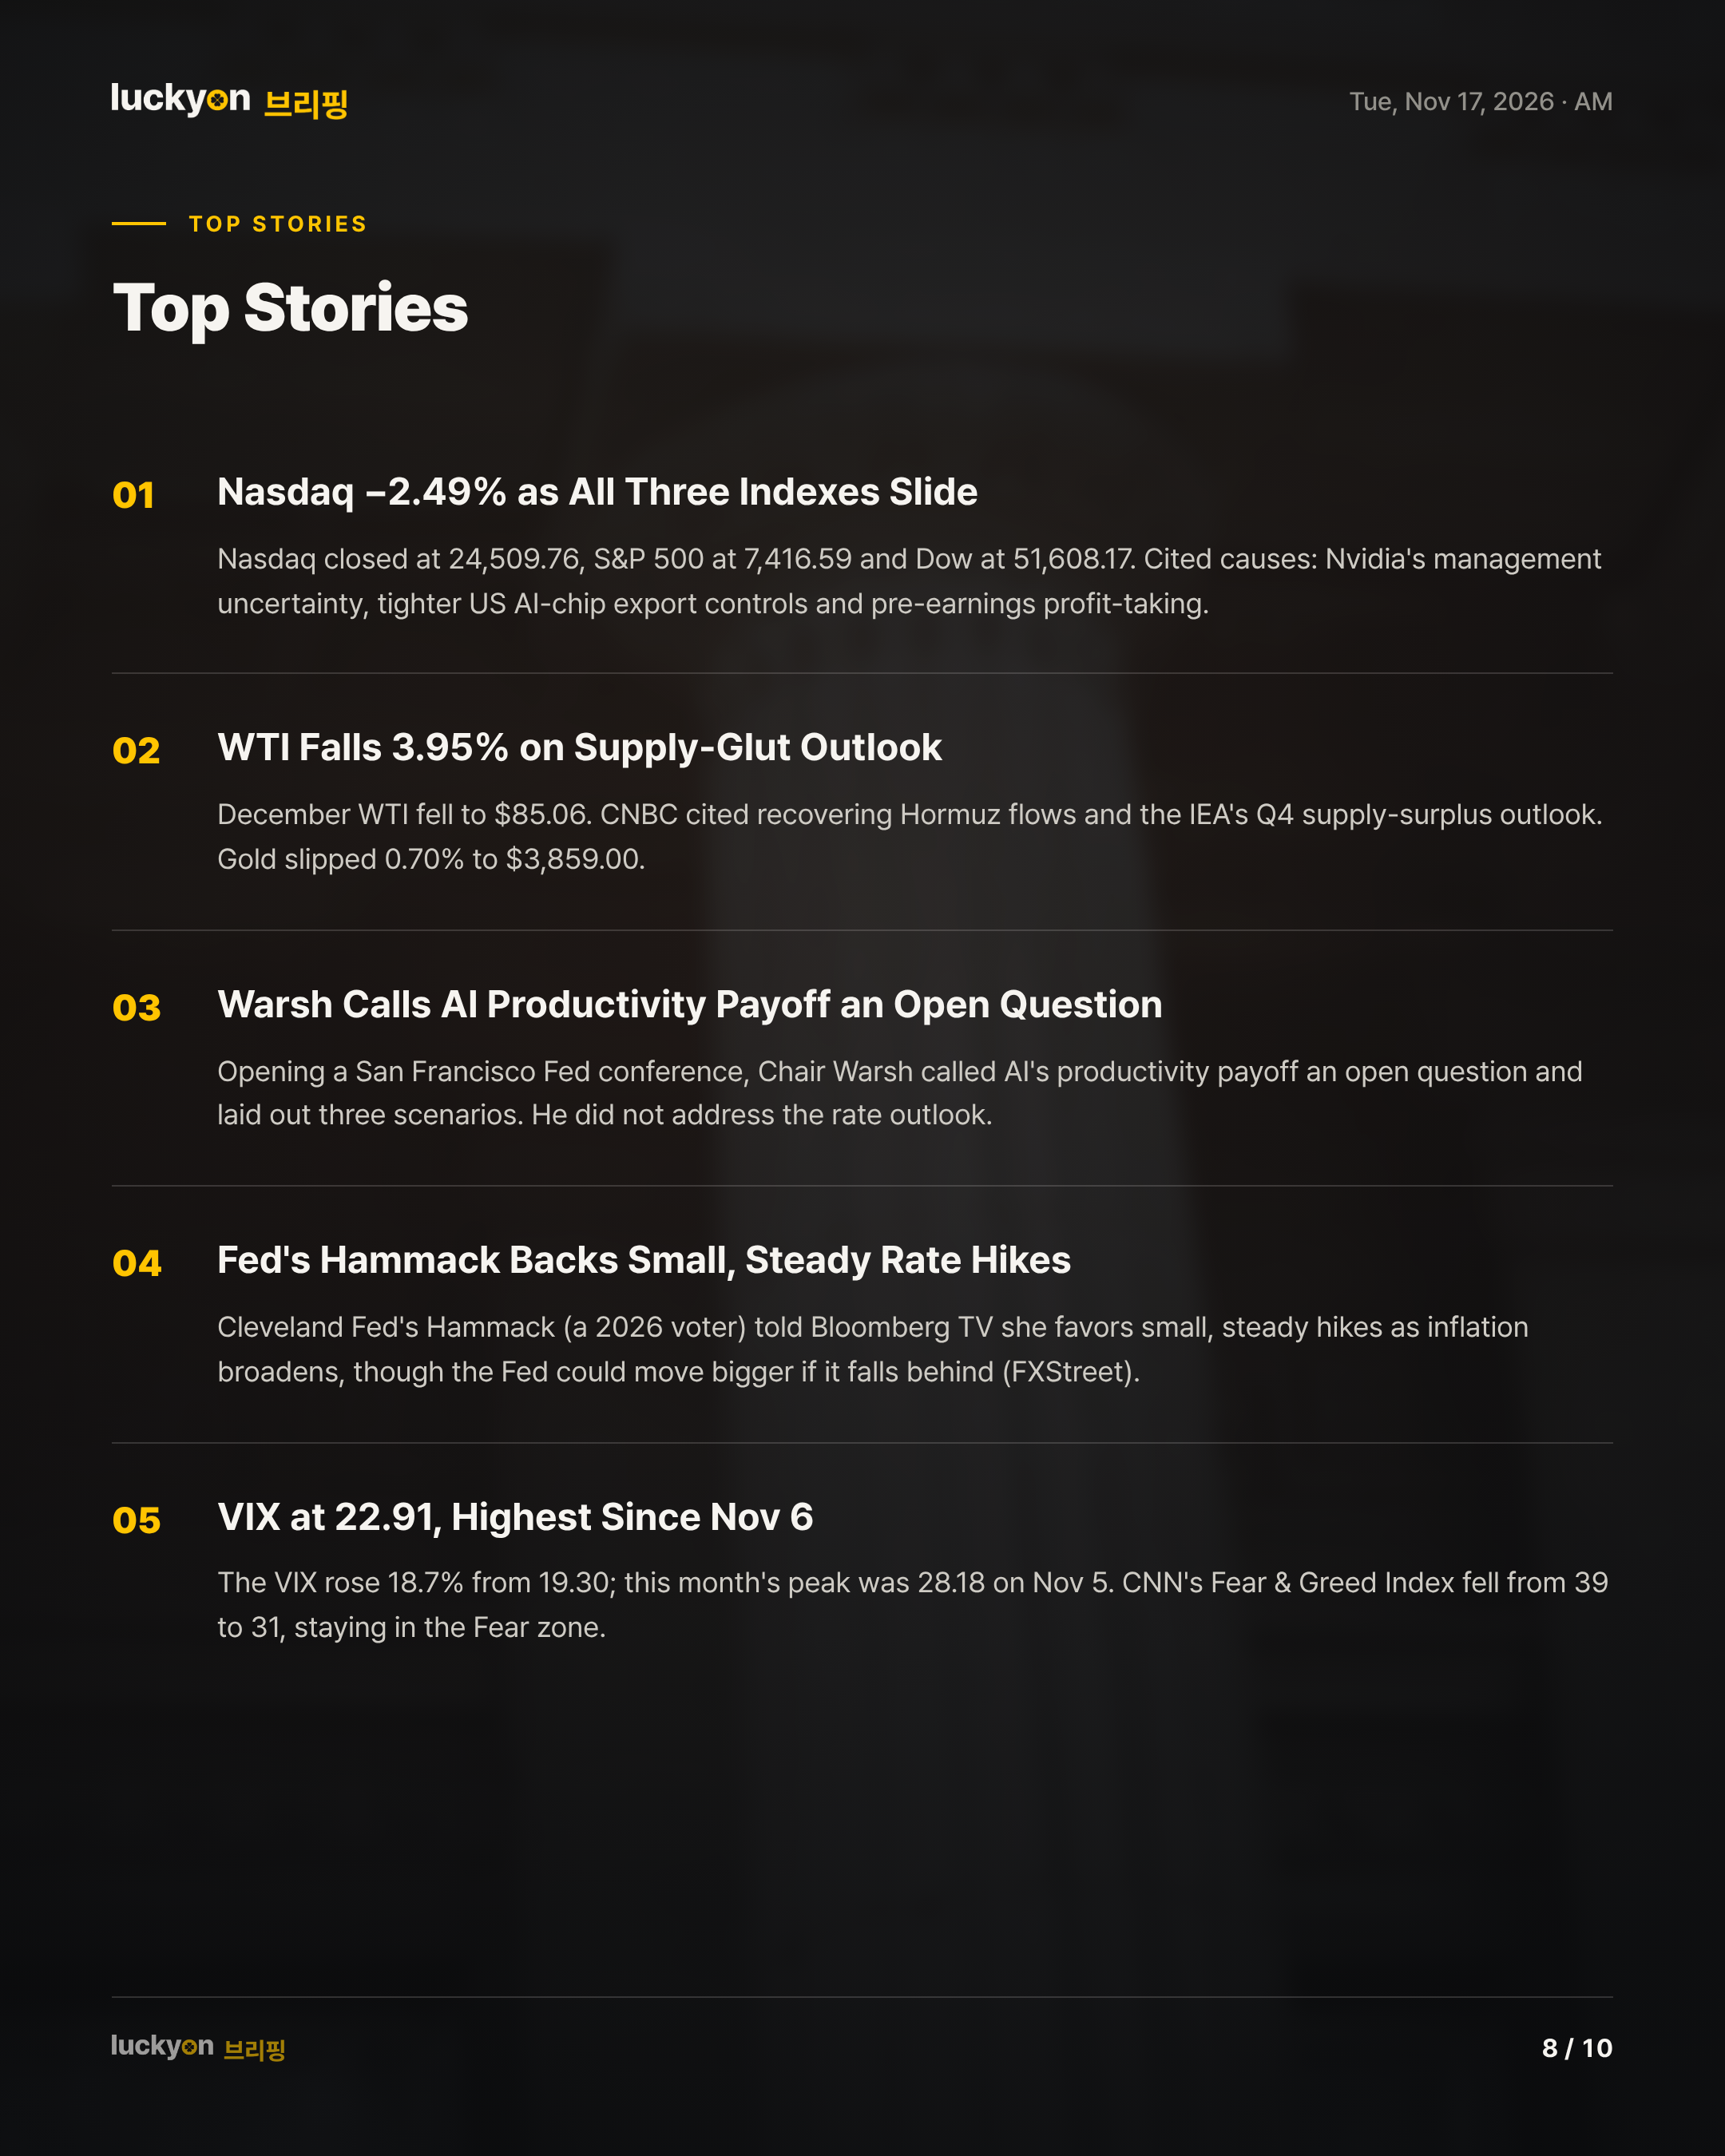 luckyon 브리핑
Tue, Nov 17, 2026 · AM
TOP STORIES
Top Stories
01
Nasdaq −2.49% as All Three Indexes Slide
Nasdaq closed at 24,509.76, S&P 500 at 7,416.59 and Dow at 51,608.17. Cited causes: Nvidia's management
uncertainty, tighter US AI-chip export controls and pre-earnings profit-taking.
02
WTI Falls 3.95% on Supply-Glut Outlook
December WTI fell to $85.06. CNBC cited recovering Hormuz flows and the IEA's Q4 supply-surplus outlook.
Gold slipped 0.70% to $3,859.00.
03
Warsh Calls AI Productivity Payoff an Open Question
Opening a San Francisco Fed conference, Chair Warsh called AI's productivity payoff an open question and
laid out three scenarios. He did not address the rate outlook.
04
Fed's Hammack Backs Small, Steady Rate Hikes
Cleveland Fed's Hammack (a 2026 voter) told Bloomberg TV she favors small, steady hikes as inflation
broadens, though the Fed could move bigger if it falls behind (FXStreet).
05
VIX at 22.91, Highest Since Nov 6
The VIX rose 18.7% from 19.30; this month's peak was 28.18 on Nov 5. CNN's Fear & Greed Index fell from 39
to 31, staying in the Fear zone.
luckyon 브리핑
8 / 10